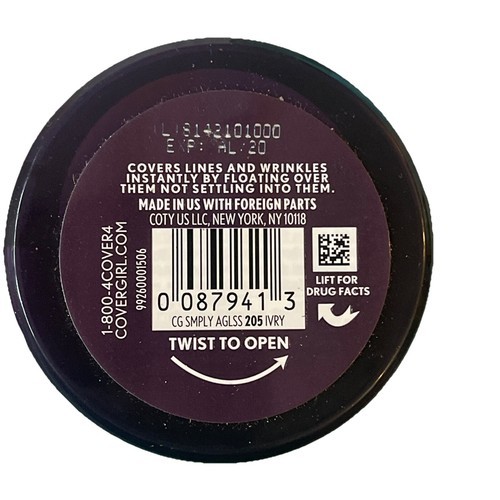 L: 8142101000
EXP: AL 20
COVERS LINES AND WRINKLES
INSTANTLY BY FLOATING OVER
THEM NOT SETTLING INTO THEM.
MADE IN US WITH FOREIGN PARTS
COTY US LLC, NEW YORK, NY 10118
1-800-4COVER4
COVERGIRL.COM
99260001506
0 087941 3
CG SMPLY AGLSS 205 IVRY
LIFT FOR
DRUG FACTS
TWIST TO OPEN